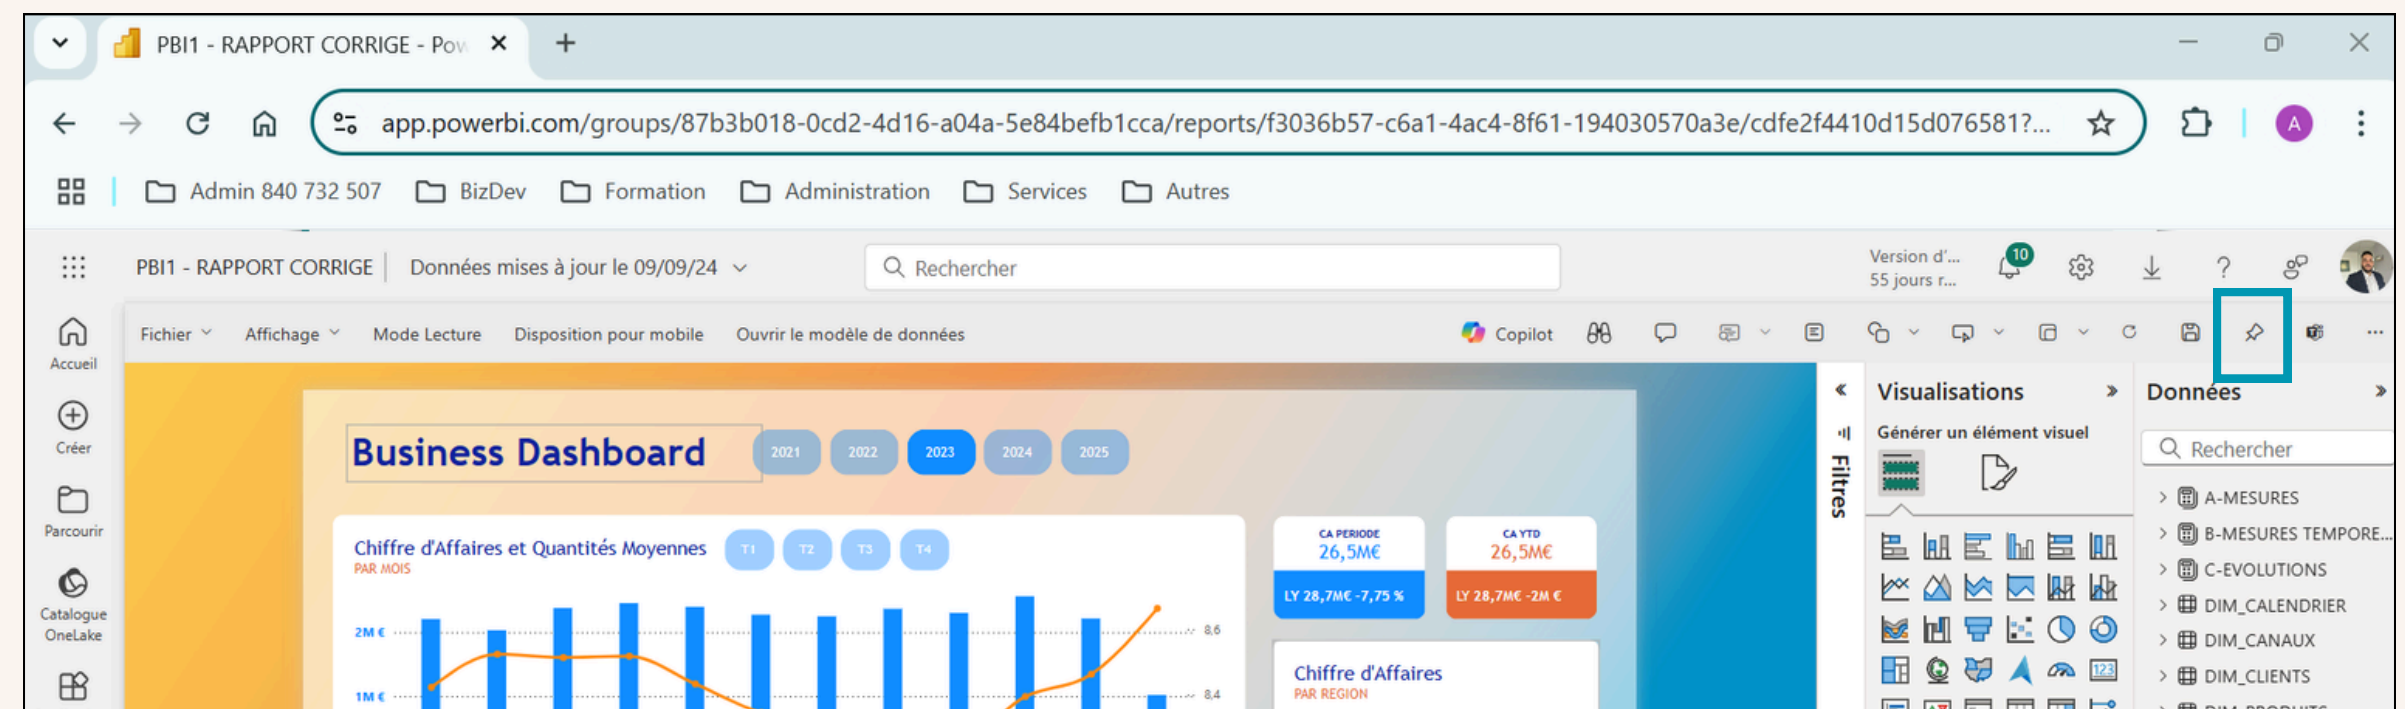 PBI1 - RAPPORT CORRIGE - Pow
app.powerbi.com/groups/87b3b018-0cd2-4d16-a04a-5e84befb1cca/reports/f3036b57-c6a1-4ac4-8f61-194030570a3e/cdfe2f4410d15d076581?...
A
Admin 840 732 507 BizDev Formation Administration Services Autres
PBI1 - RAPPORT CORRIGE Données mises à jour le 09/09/24
Rechercher
Version d'...
55 jours r...
10
Fichier Affichage Mode Lecture Disposition pour mobile Ouvrir le modèle de données
Copilot
Accueil
Créer
Parcourir
Catalogue
OneLake
Business Dashboard
2021 2022 2023 2024 2025
Chiffre d'Affaires et Quantités Moyennes
PAR MOIS
T1 T2 T3 T4
2M €
1M €
8,6
8,4
CA PERIODE
26,5M€
LY 28,7M€ -7,75 %
CA YTD
26,5M€
LY 28,7M€ -2M €
Chiffre d'Affaires
PAR REGION
Filtres
Visualisations
Générer un élément visuel
123
Données
Rechercher
A-MESURES
B-MESURES TEMPORE...
C-EVOLUTIONS
DIM_CALENDRIER
DIM_CANAUX
DIM_CLIENTS
DIM_PRODUITS